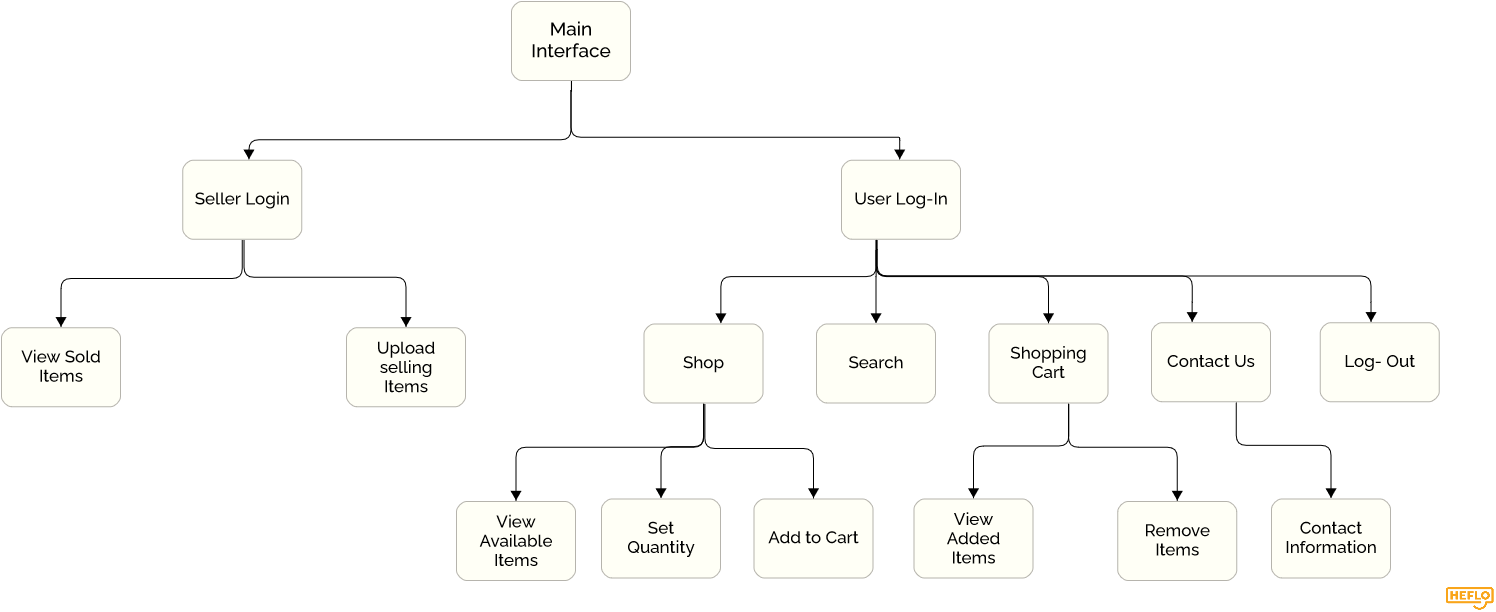 Main
Interface
Seller Login
User Log-In
View Sold
Items
Upload
selling
Items
Shop
Search
Shopping
Cart
Contact Us
Log- Out
View
Available
Items
Set
Quantity
Add to Cart
View
Added
Items
Remove
Items
Contact
Information
HEFLO